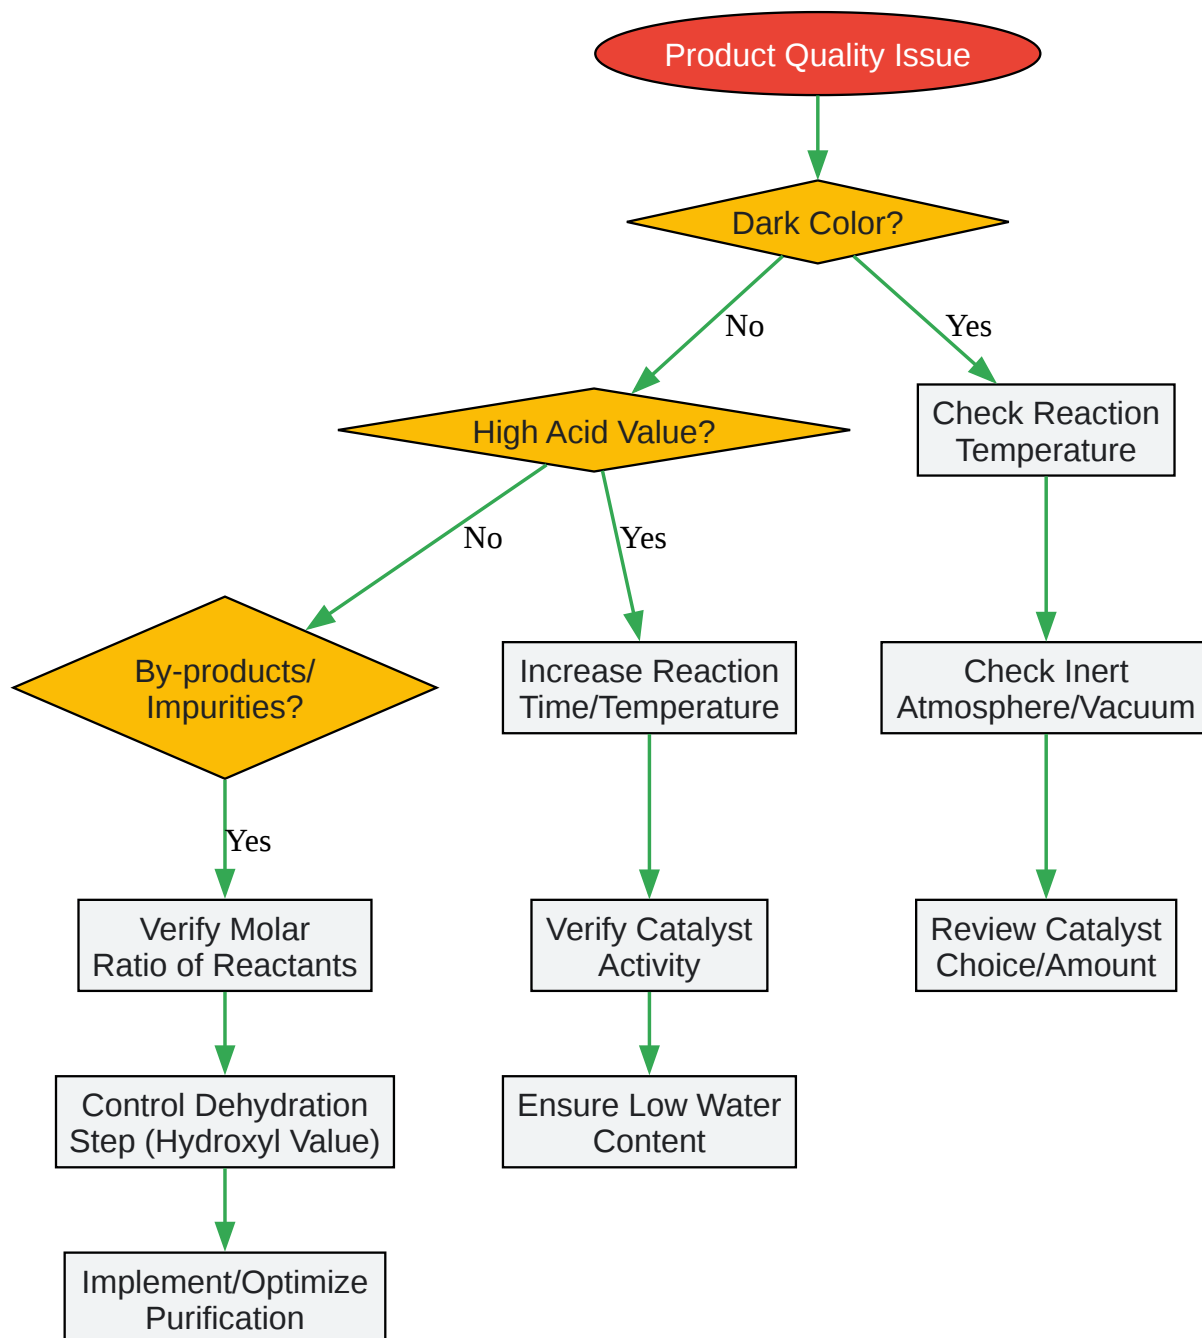 Product Quality Issue
Dark Color?
No
Yes
High Acid Value?
Check Reaction
Temperature
No
Yes
By-products/
Impurities?
Increase Reaction
Time/Temperature
Check Inert
Atmosphere/Vacuum
Yes
Verify Molar
Ratio of Reactants
Verify Catalyst
Activity
Review Catalyst
Choice/Amount
Control Dehydration
Step (Hydroxyl Value)
Ensure Low Water
Content
Implement/Optimize
Purification